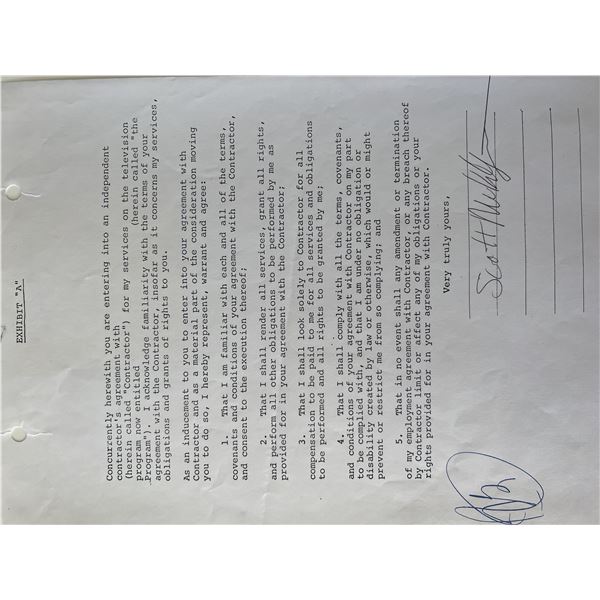 EXHIBIT "A"
Concurrently herewith you are entering into an independent
contractor's agreement with
(herein called "Contractor") for my services on the television
program now entitled (herein called "the
Program"). I acknowledge familiarity with the terms of your
agreement with the Contractor, insofar as it concerns my services,
obligations and grants of rights to you.
As an inducement to you to enter into your agreement with
Contractor and as a material part of the consideration moving
you to do so, I hereby represent, warrant and agree:
1. That I am familiar with each and all of the terms,
covenants and conditions of your agreement with the Contractor,
and consent to the execution thereof;
2. That I shall render all services, grant all rights,
and perform all other obligations to be performed by me as
provided for in your agreement with the Contractor;
3. That I shall look solely to Contractor for all
compensation to be paid to me for all services and obligations
to be performed and all rights to be granted by me;
4. That I shall comply with all the terms, covenants,
and conditions of your agreement with Contractor on my part
to be complied with, and that I am under no obligation or
disability created by law or otherwise, which would or might
prevent or restrict me from so complying; and
5. That in no event shall any amendment or termination
of my employment agreement with Contractor, or any breach thereof
by Contractor limit or affect any of my obligations or your
rights provided for in your agreement with Contractor.
Very truly yours,
Scott